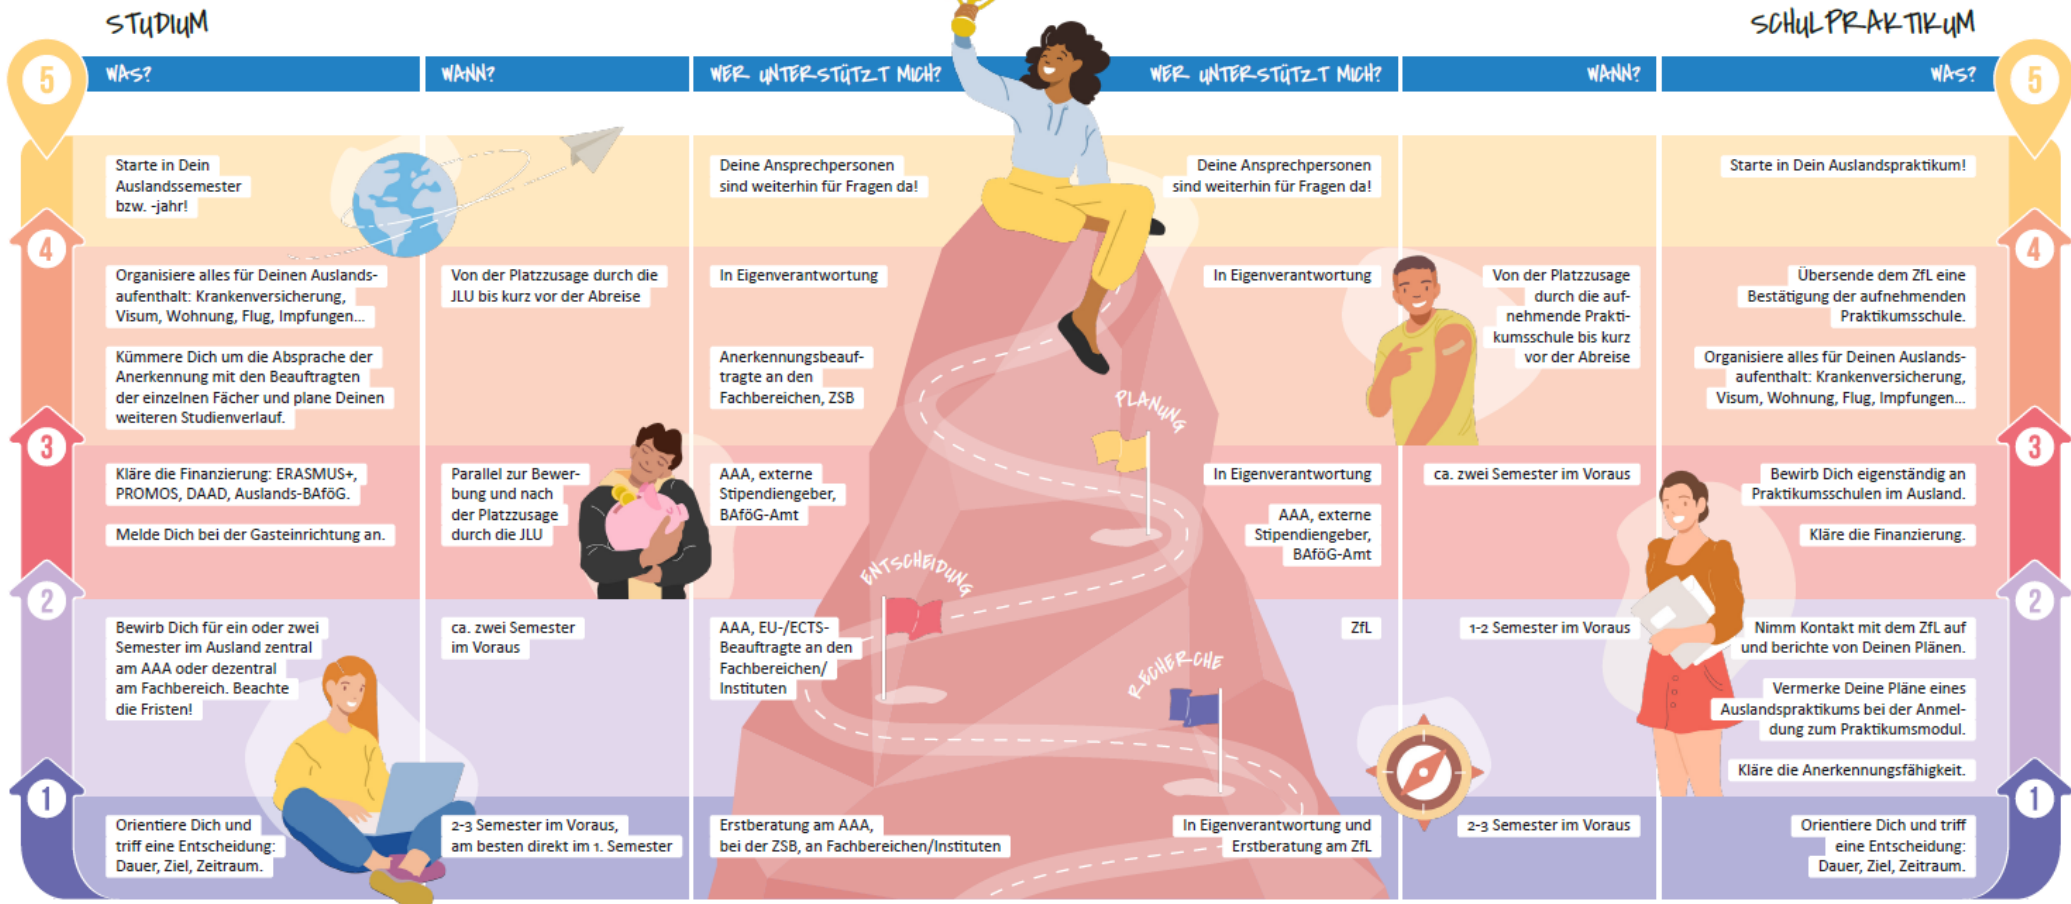 STUDIUM
SCHULPRAKTIKUM
5
WAS?
WANN?
WER UNTERSTÜTZT MICH?
WER UNTERSTÜTZT MICH?
WANN?
WAS?
5
Starte in Dein
Auslandssemester
bzw. -jahr!
Deine Ansprechpersonen
sind weiterhin für Fragen da!
Deine Ansprechpersonen
sind weiterhin für Fragen da!
Starte in Dein Auslandspraktikum!
4
Organisiere alles für Deinen Auslands-
aufenthalt: Krankenversicherung,
Visum, Wohnung, Flug, Impfungen...
Kümmere Dich um die Absprache der
Anerkennung mit den Beauftragten
der einzelnen Fächer und plane Deinen
weiteren Studienverlauf.
Von der Platzzusage durch die
JLU bis kurz vor der Abreise
In Eigenverantwortung
Anerkennungsbeauf-
tragte an den
Fachbereichen, ZSB
In Eigenverantwortung
Von der Platzzusage
durch die auf-
nehmende Prakti-
kumsschule bis kurz
vor der Abreise
Übersende dem ZfL eine
Bestätigung der aufnehmenden
Praktikumsschule.
Organisiere alles für Deinen Auslands-
aufenthalt: Krankenversicherung,
Visum, Wohnung, Flug, Impfungen...
4
PLANUNG
3
Kläre die Finanzierung: ERASMUS+,
PROMOS, DAAD, Auslands-BAföG.
Melde Dich bei der Gasteinrichtung an.
Parallel zur Bewer-
bung und nach
der Platzzusage
durch die JLU
AAA, externe
Stipendiengeber,
BAföG-Amt
In Eigenverantwortung
AAA, externe
Stipendiengeber,
BAföG-Amt
ca. zwei Semester im Voraus
Bewirb Dich eigenständig an
Praktikumsschulen im Ausland.
Kläre die Finanzierung.
3
ENTSCHEIDUNG
2
Bewirb Dich für ein oder zwei
Semester im Ausland zentral
am AAA oder dezentral
am Fachbereich. Beachte
die Fristen!
ca. zwei Semester
im Voraus
AAA, EU-/ECTS-
Beauftragte an den
Fachbereichen/
Instituten
ZfL
1-2 Semester im Voraus
Nimm Kontakt mit dem ZfL auf
und berichte von Deinen Plänen.
Vermerke Deine Pläne eines
Auslandspraktikums bei der Anmel-
dung zum Praktikumsmodul.
Kläre die Anerkennungsfähigkeit.
2
RECHERCHE
1
Orientiere Dich und
triff eine Entscheidung:
Dauer, Ziel, Zeitraum.
2-3 Semester im Voraus,
am besten direkt im 1. Semester
Erstberatung am AAA,
bei der ZSB, an Fachbereichen/Instituten
In Eigenverantwortung und
Erstberatung am ZfL
2-3 Semester im Voraus
Orientiere Dich und triff
eine Entscheidung:
Dauer, Ziel, Zeitraum.
1